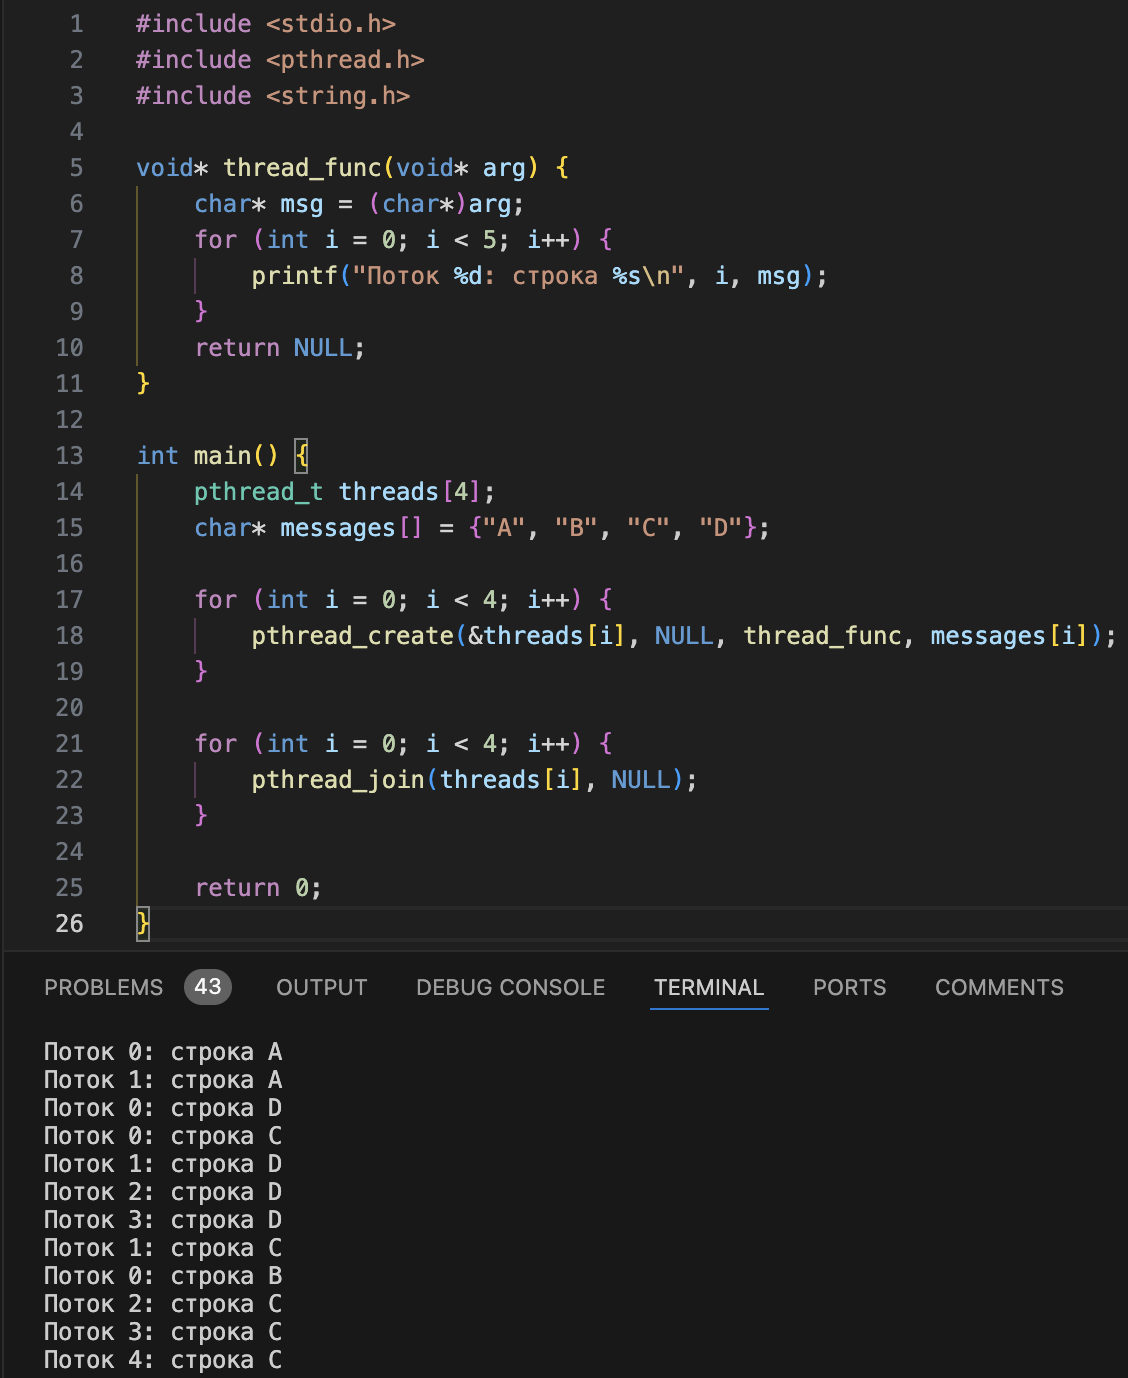 1 #include <stdio.h>
2 #include <pthread.h>
3 #include <string.h>
4
5 void* thread_func(void* arg) {
6     char* msg = (char*)arg;
7     for (int i = 0; i < 5; i++) {
8         printf("Поток %d: строка %s\n", i, msg);
9     }
10     return NULL;
11 }
12
13 int main() {
14     pthread_t threads[4];
15     char* messages[] = {"A", "B", "C", "D"};
16
17     for (int i = 0; i < 4; i++) {
18         pthread_create(&threads[i], NULL, thread_func, messages[i]);
19     }
20
21     for (int i = 0; i < 4; i++) {
22         pthread_join(threads[i], NULL);
23     }
24
25     return 0;
26 }
PROBLEMS 43 OUTPUT DEBUG CONSOLE TERMINAL PORTS COMMENTS
Поток 0: строка A
Поток 1: строка A
Поток 0: строка D
Поток 0: строка C
Поток 1: строка D
Поток 2: строка D
Поток 3: строка D
Поток 1: строка C
Поток 0: строка B
Поток 2: строка C
Поток 3: строка C
Поток 4: строка C